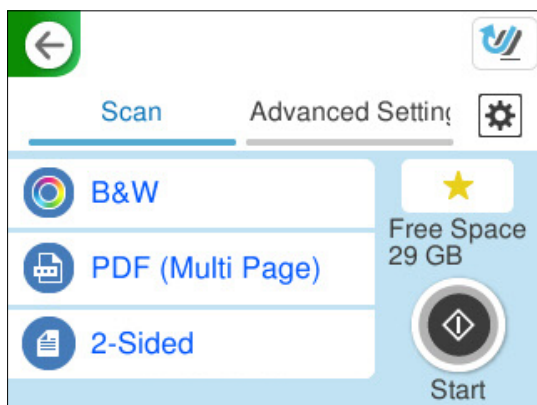 Scan
Advanced Setting
B&W
PDF (Multi Page)
2-Sided
Free Space
29 GB
Start